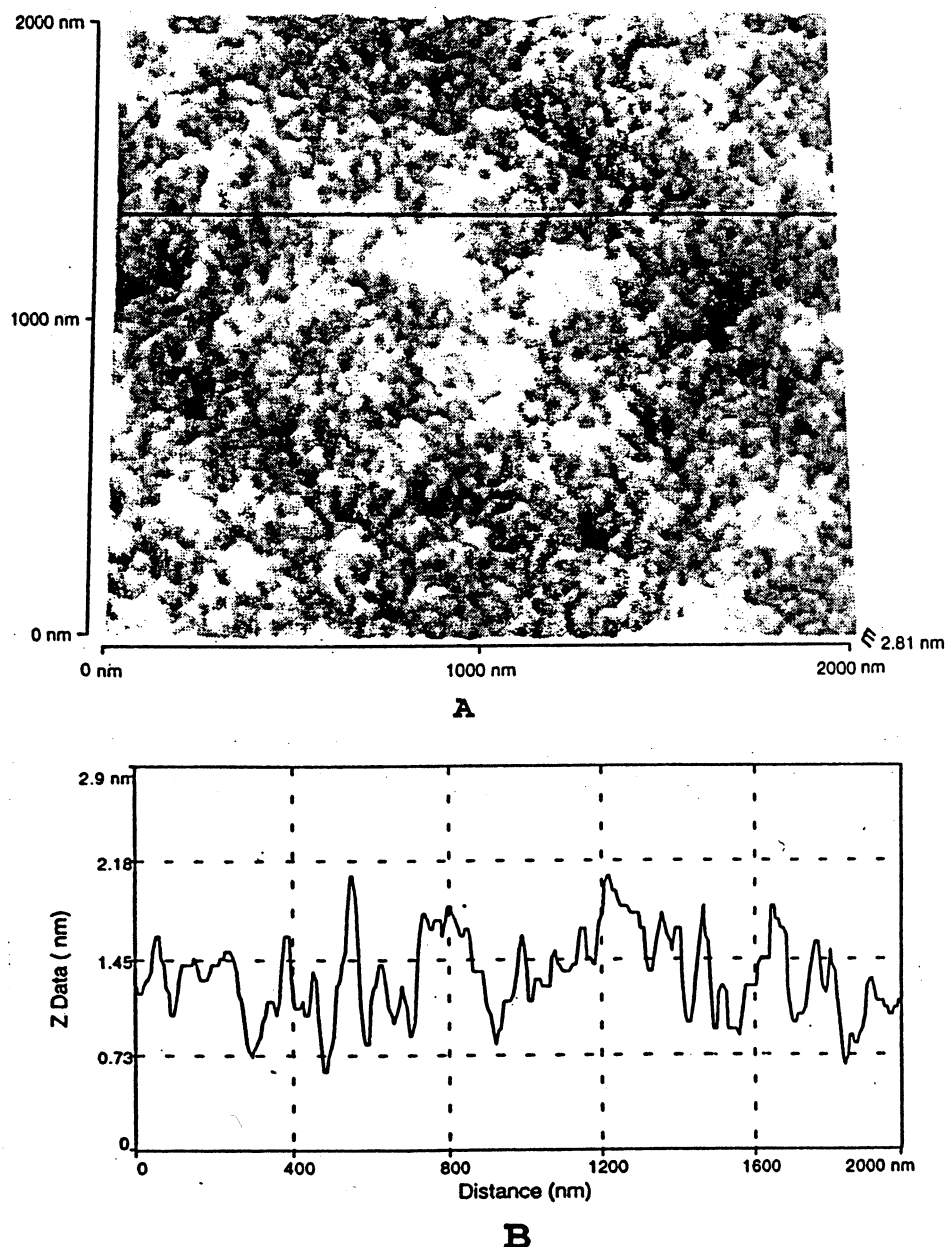 2000 nm
1000 nm
0 nm
E 2.81 nm
0 nm 1000 nm 2000 nm
A
2.9 nm
2.18
1.45
0.73
0
Z Data ( nm)
0 400 800 1200 1600 2000 nm
Distance (nm)
B